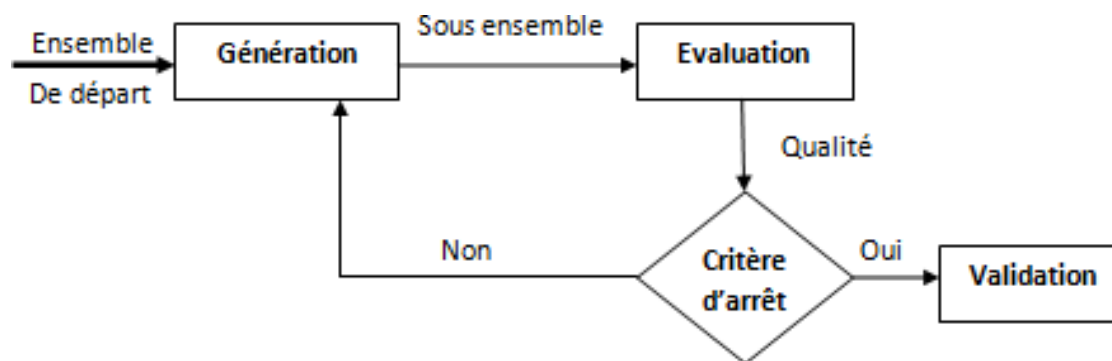 Ensemble
De départ
Génération
Sous ensemble
Evaluation
Qualité
Critère
d'arrêt
Non
Oui
Validation